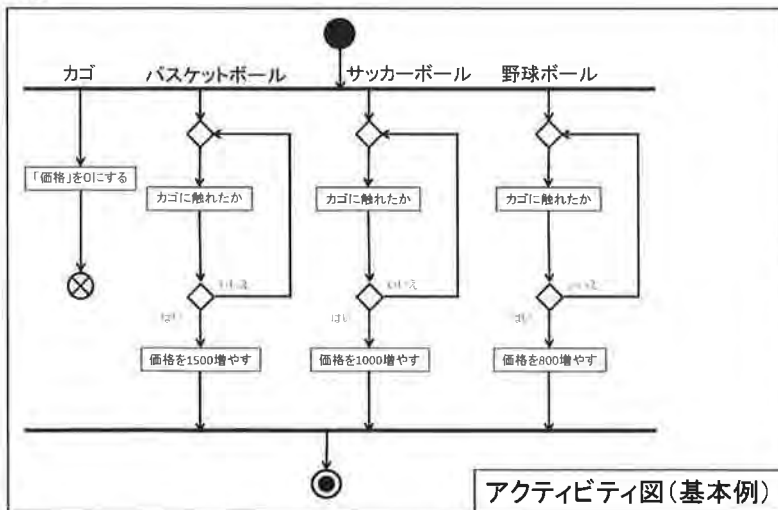 カゴ
バスケットボール
サッカーボール
野球ボール
「価格」を0にする
カゴに触れたか
カゴに触れたか
カゴに触れたか
いいえ
いいえ
いいえ
はい
はい
はい
価格を1500増やす
価格を1000増やす
価格を800増やす
アクティビティ図(基本例)